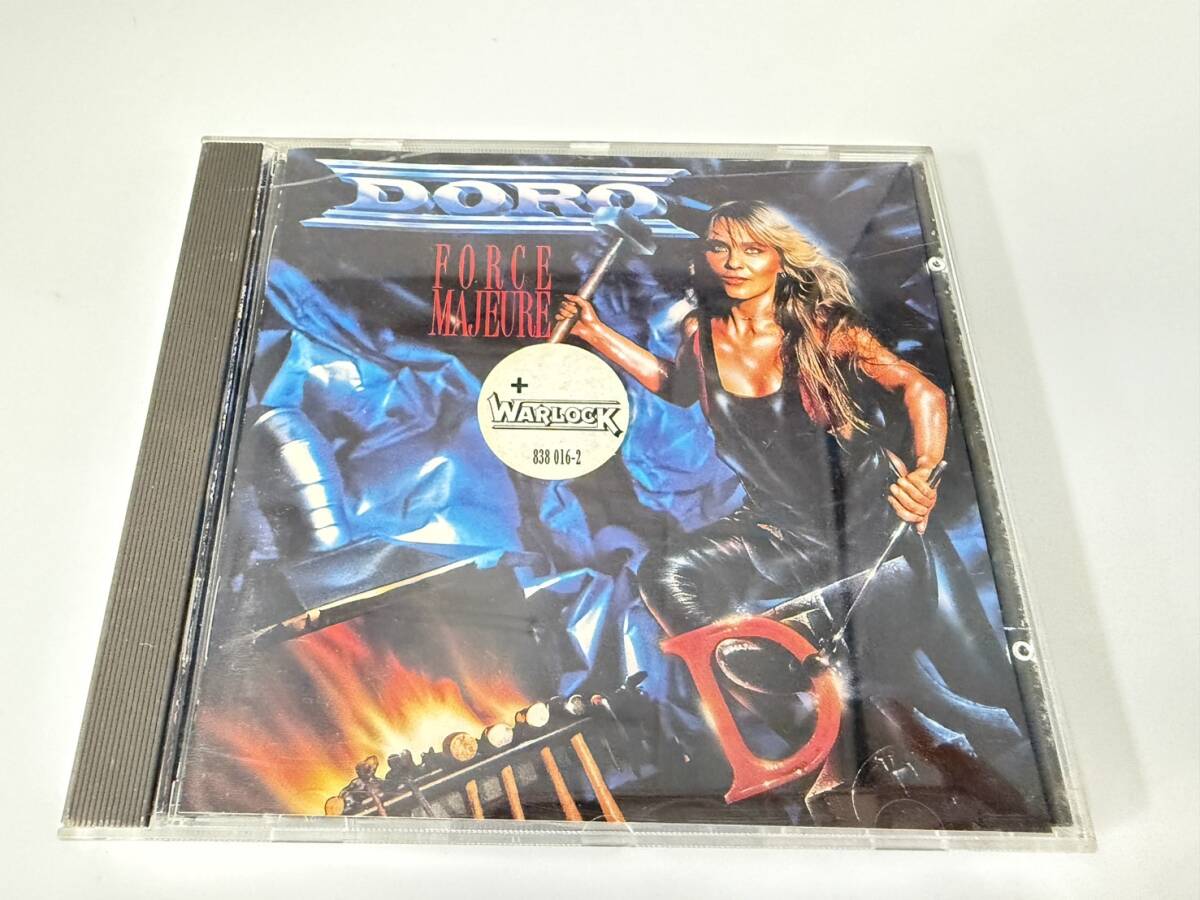 DORO
FORCE
MAJEURE
+
WARLOCK
838 016-2
D